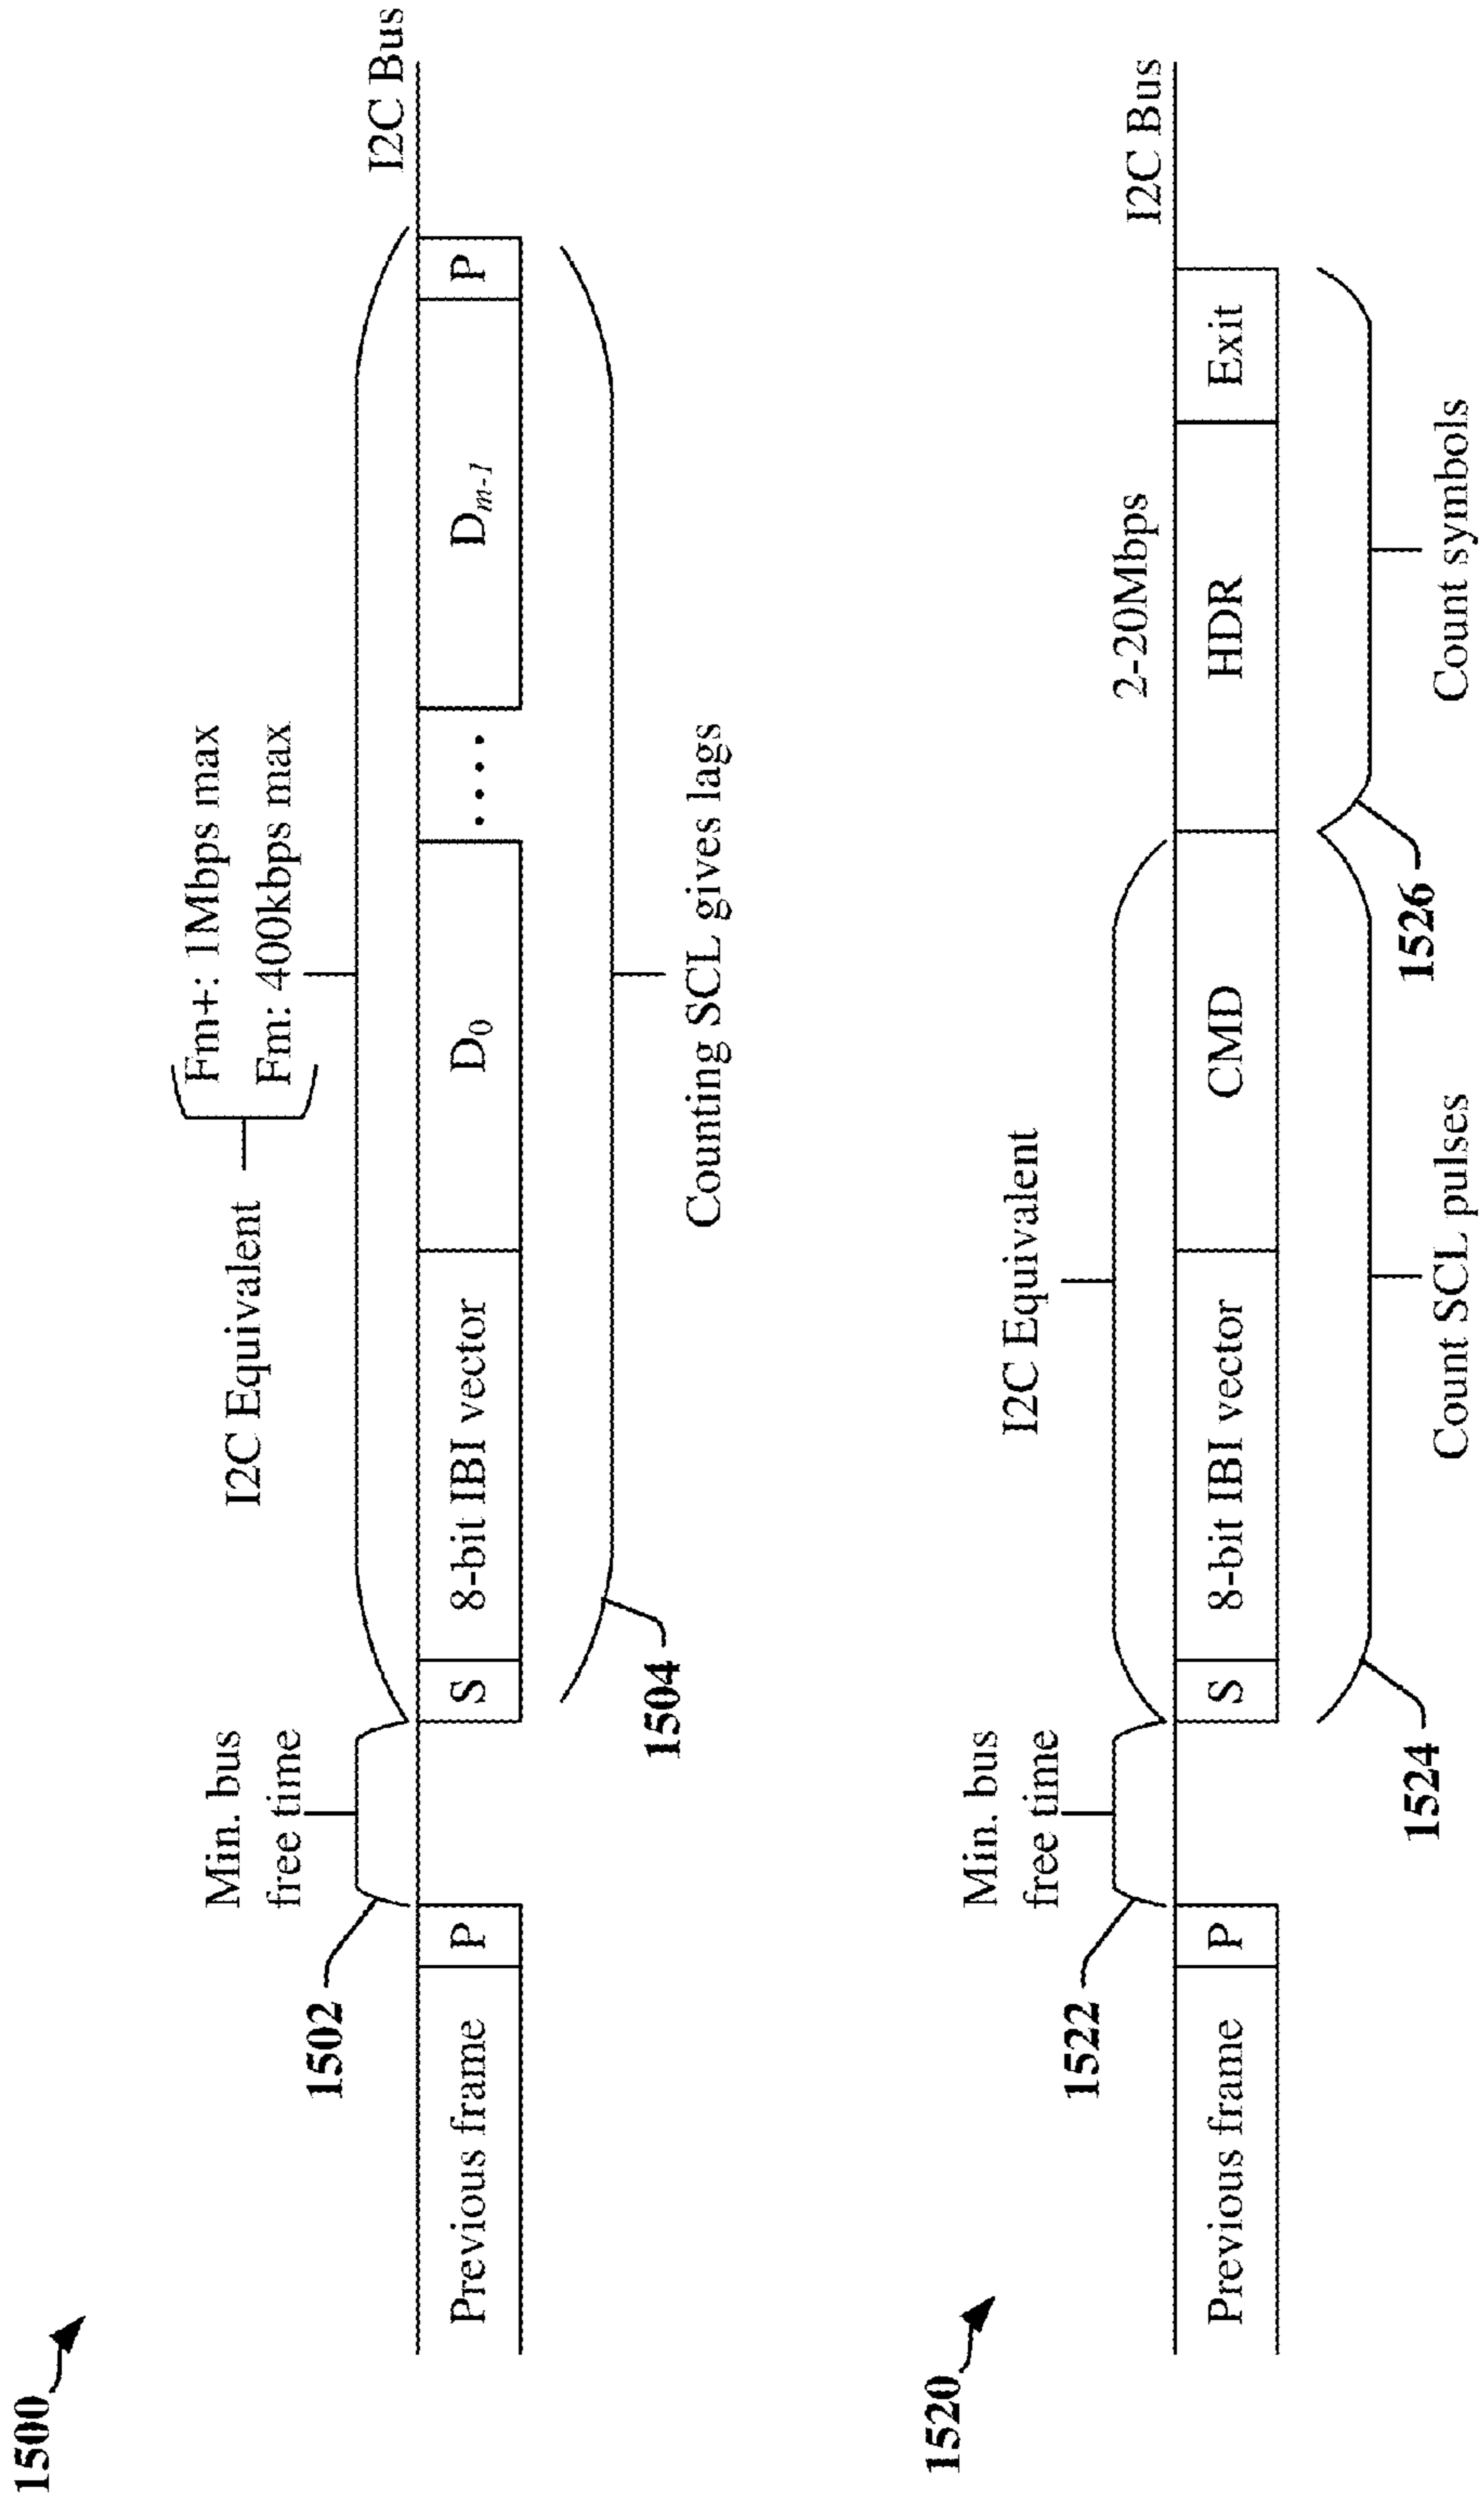 1500
I2C Equivalent
Fm+: 1Mbps max
Fm: 400kbps max
Min. bus
free time
1502
I2C Bus
Previous frame P S 8-bit IBI vector D0 •••• Dm-1 P
1504
Counting SCL gives lags
1520
Min. bus
free time
I2C Equivalent
2-20Mbps
1522
I2C Bus
Previous frame P S 8-bit IBI vector CMD HDR Exit
1524
1526
Count SCL pulses
Count symbols